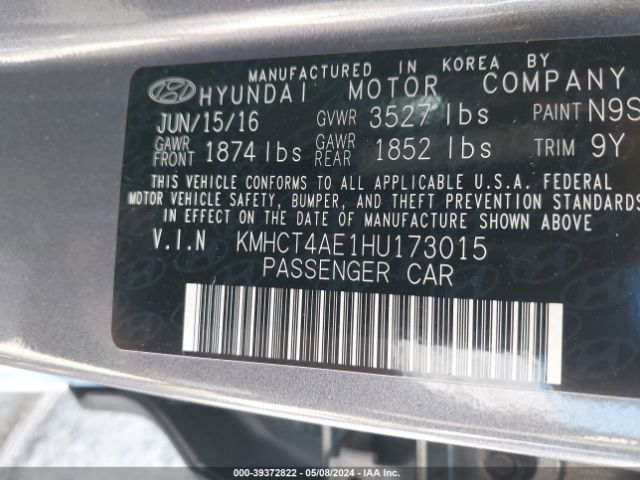 MANUFACTURED IN KOREA BY
HYUNDAI MOTOR COMPANY
JUN/15/16 GVWR 3527 lbs PAINT N9S
GAWR FRONT 1874 lbs GAWR REAR 1852 lbs TRIM 9Y
THIS VEHICLE CONFORMS TO ALL APPLICABLE U.S.A. FEDERAL
MOTOR VEHICLE SAFETY, BUMPER, AND THEFT PREVENTION STANDARDS
IN EFFECT ON THE DATE OF MANUFACTURE SHOWN ABOVE
V.I.N KMHCT4AE1HU173015
PASSENGER CAR
000-39372822 - 05/08/2024 - IAA Inc.